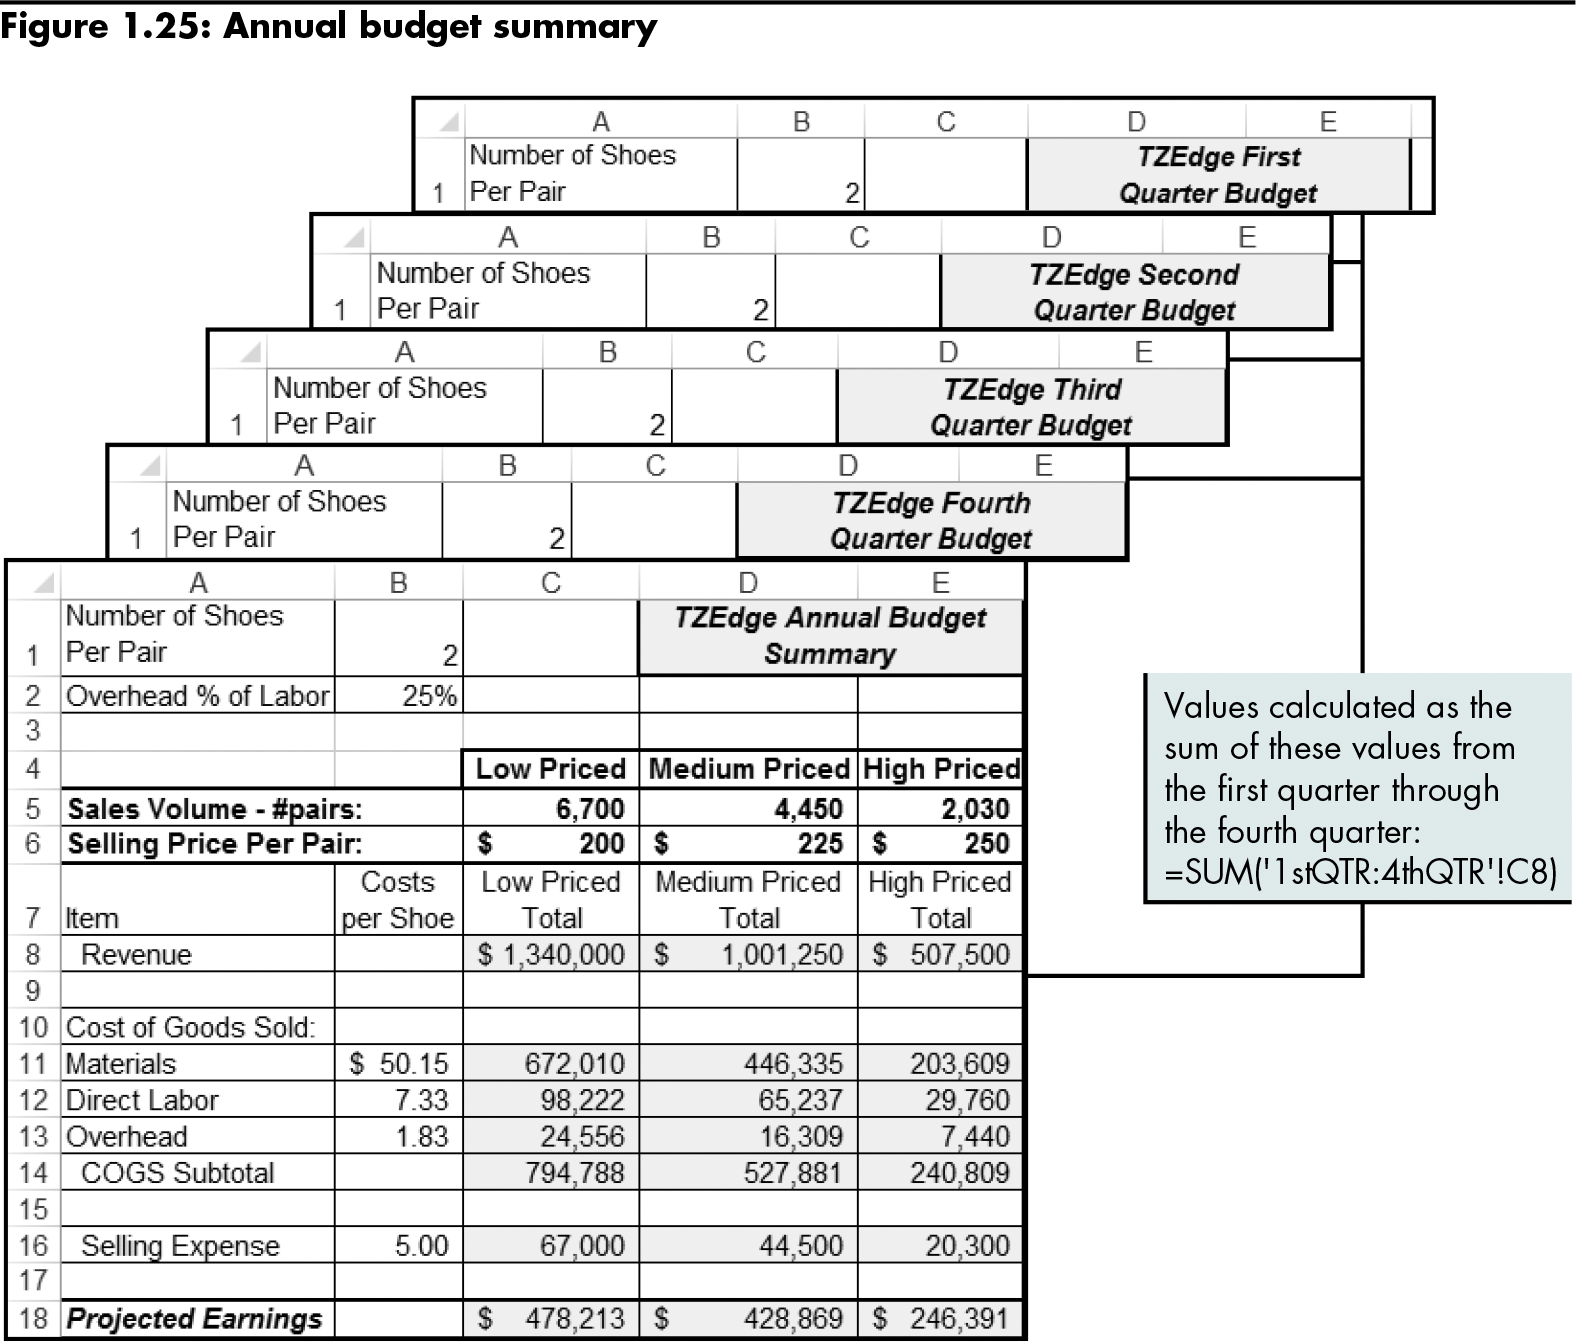 Figure 1.25: Annual budget summary
A B C D E
Number of Shoes TZEdge First
1 Per Pair 2 Quarter Budget
A B C D E
Number of Shoes TZEdge Second
1 Per Pair 2 Quarter Budget
A B C D E
Number of Shoes TZEdge Third
1 Per Pair 2 Quarter Budget
A B C D E
Number of Shoes TZEdge Fourth
1 Per Pair 2 Quarter Budget
A B C D E
Number of Shoes TZEdge Annual Budget
1 Per Pair 2 Summary
2 Overhead % of Labor 25%
3
4 Low Priced Medium Priced High Priced
5 Sales Volume - #pairs: 6,700 4,450 2,030
6 Selling Price Per Pair: $ 200 $ 225 $ 250
Costs Low Priced Medium Priced High Priced
7 Item per Shoe Total Total Total
8 Revenue $ 1,340,000 $ 1,001,250 $ 507,500
9
10 Cost of Goods Sold:
11 Materials $ 50.15 672,010 446,335 203,609
12 Direct Labor 7.33 98,222 65,237 29,760
13 Overhead 1.83 24,556 16,309 7,440
14 COGS Subtotal 794,788 527,881 240,809
15
16 Selling Expense 5.00 67,000 44,500 20,300
17
18 Projected Earnings $ 478,213 $ 428,869 $ 246,391
Values calculated as the
sum of these values from
the first quarter through
the fourth quarter:
=SUM('1stQTR:4thQTR'!C8)